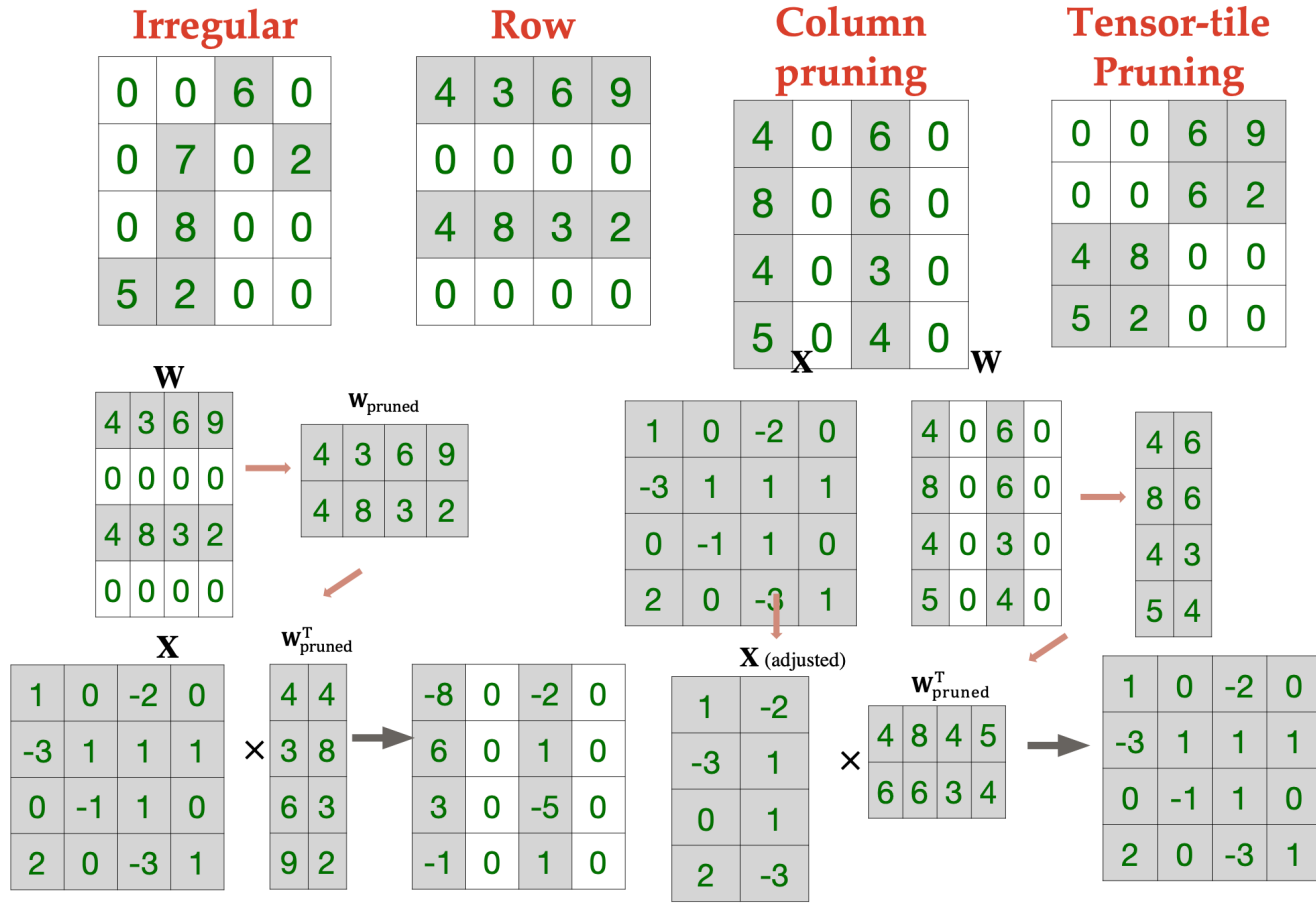 Irregular
Row
Column
pruning
Tensor-tile
Pruning
0 0 6 0
0 7 0 2
0 8 0 0
5 2 0 0
4 3 6 9
0 0 0 0
4 8 3 2
0 0 0 0
4 0 6 0
8 0 6 0
4 0 3 0
5 0 4 0
0 0 6 9
0 0 6 2
4 8 0 0
5 2 0 0
W
4 3 6 9
0 0 0 0
4 8 3 2
0 0 0 0
W pruned
4 3 6 9
4 8 3 2
X
1 0 -2 0
-3 1 1 1
0 -1 1 0
2 0 -3 1
×
W T pruned
4 4
3 8
6 3
9 2
-8 0 -2 0
6 0 1 0
3 0 -5 0
-1 0 1 0
X
1 0 -2 0
-3 1 1 1
0 -1 1 0
2 0 -3 1
W
4 0 6 0
8 0 6 0
4 0 3 0
5 0 4 0
4 6
8 6
4 3
5 4
X (adjusted)
1 -2
-3 1
0 1
2 -3
×
W T pruned
4 8 4 5
6 6 3 4
1 0 -2 0
-3 1 1 1
0 -1 1 0
2 0 -3 1